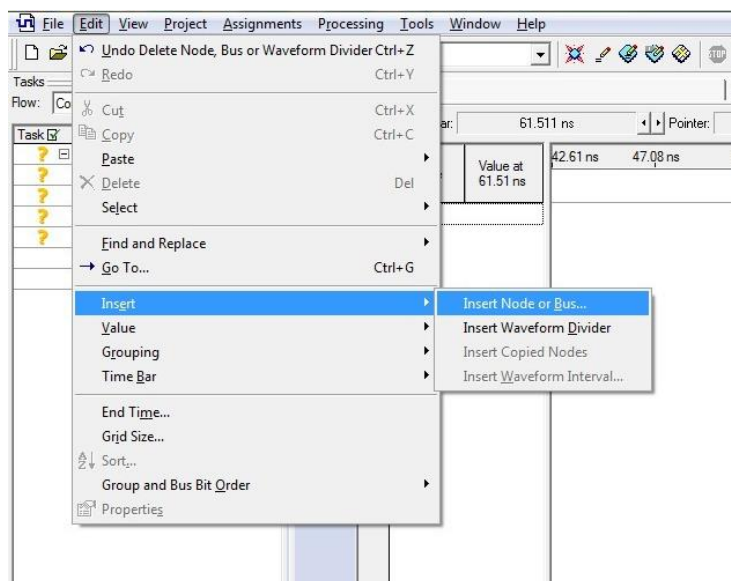 File Edit View Project Assignments Processing Tools Window Help
Tasks
Flow: Co
Task
Undo Delete Node, Bus or Waveform Divider Ctrl+Z
Redo Ctrl+Y
Cut Ctrl+X
Copy Ctrl+C
Paste
Delete Del
Select
Find and Replace
Go To... Ctrl+G
Insert
Value
Grouping
Time Bar
End Time...
Grid Size...
Sort...
Group and Bus Bit Order
Properties
Insert Node or Bus...
Insert Waveform Divider
Insert Copied Nodes
Insert Waveform Interval...
STOP
ar: 61.511 ns Pointer:
Value at
61.51 ns
42.61 ns 47.08 ns